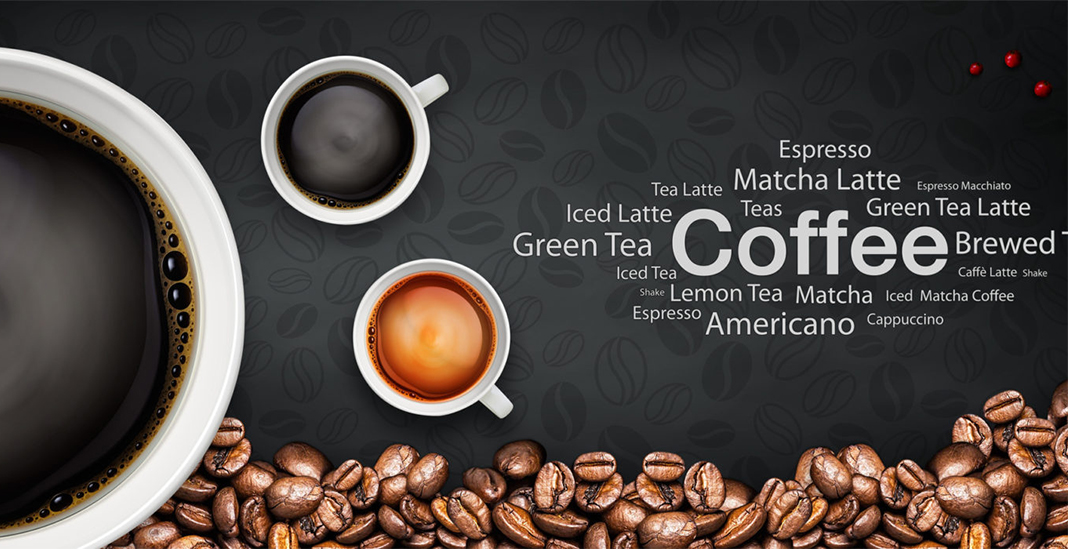 Espresso
Tea Latte Matcha Latte Espresso Macchiato
Iced Latte Teas Green Tea Latte
Green Tea Coffee Brewed
Iced Tea Caffè Latte Shake
Shake Lemon Tea Matcha Iced Matcha Coffee
Espresso Americano Cappuccino